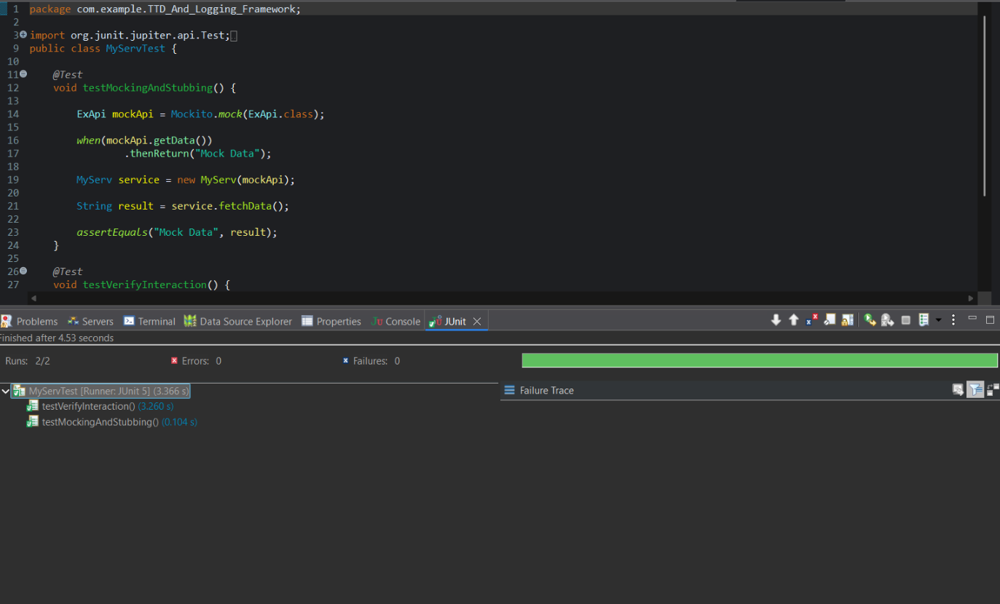 1 package com.example.TTD_And_Logging_Framework;
2
3 import org.junit.jupiter.api.Test;
9 public class MyServTest {
10
11     @Test
12     void testMockingAndStubbing() {
13
14         ExApi mockApi = Mockito.mock(ExApi.class);
15
16         when(mockApi.getData())
17                 .thenReturn("Mock Data");
18
19         MyServ service = new MyServ(mockApi);
20
21         String result = service.fetchData();
22
23         assertEquals("Mock Data", result);
24     }
25
26     @Test
27     void testVerifyInteraction() {
Problems Servers Terminal Data Source Explorer Properties Ju Console JUnit
Finished after 4.53 seconds
Runs: 2/2 Errors: 0 Failures: 0
MyServTest [Runner: JUnit 5] (3.366 s) Failure Trace
testVerifyInteraction() (3.260 s)
testMockingAndStubbing() (0.104 s)